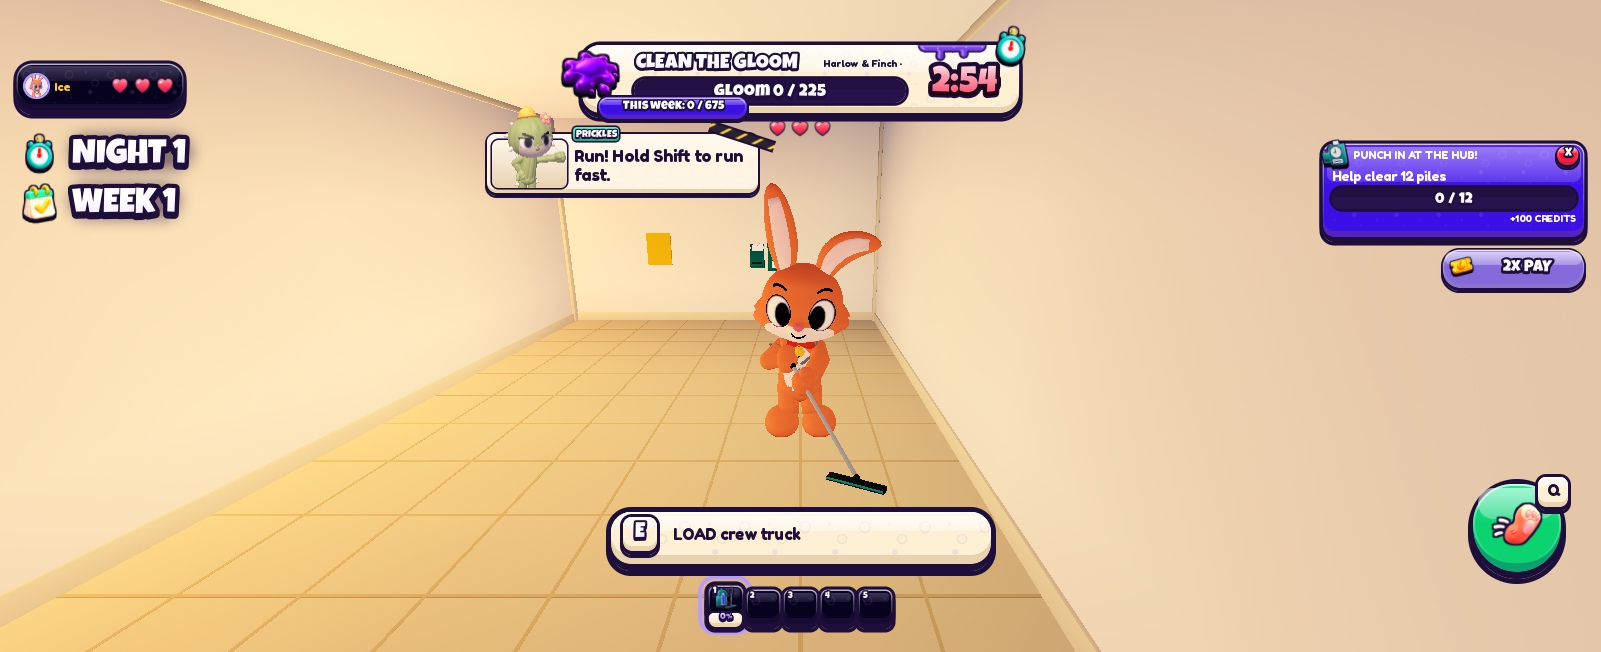 Ice
NIGHT 1
WEEK 1
CLEAN THE GLOOM
Harlow & Finch ·
2:54
GLOOM 0 / 225
THIS WEEK: 0 / 675
PRICKLES
Run! Hold Shift to run
fast.
PUNCH IN AT THE HUB!
X
Help clear 12 piles
0 / 12
+100 CREDITS
2X PAY
Q
E
LOAD crew truck
1
2
3
4
5
0%